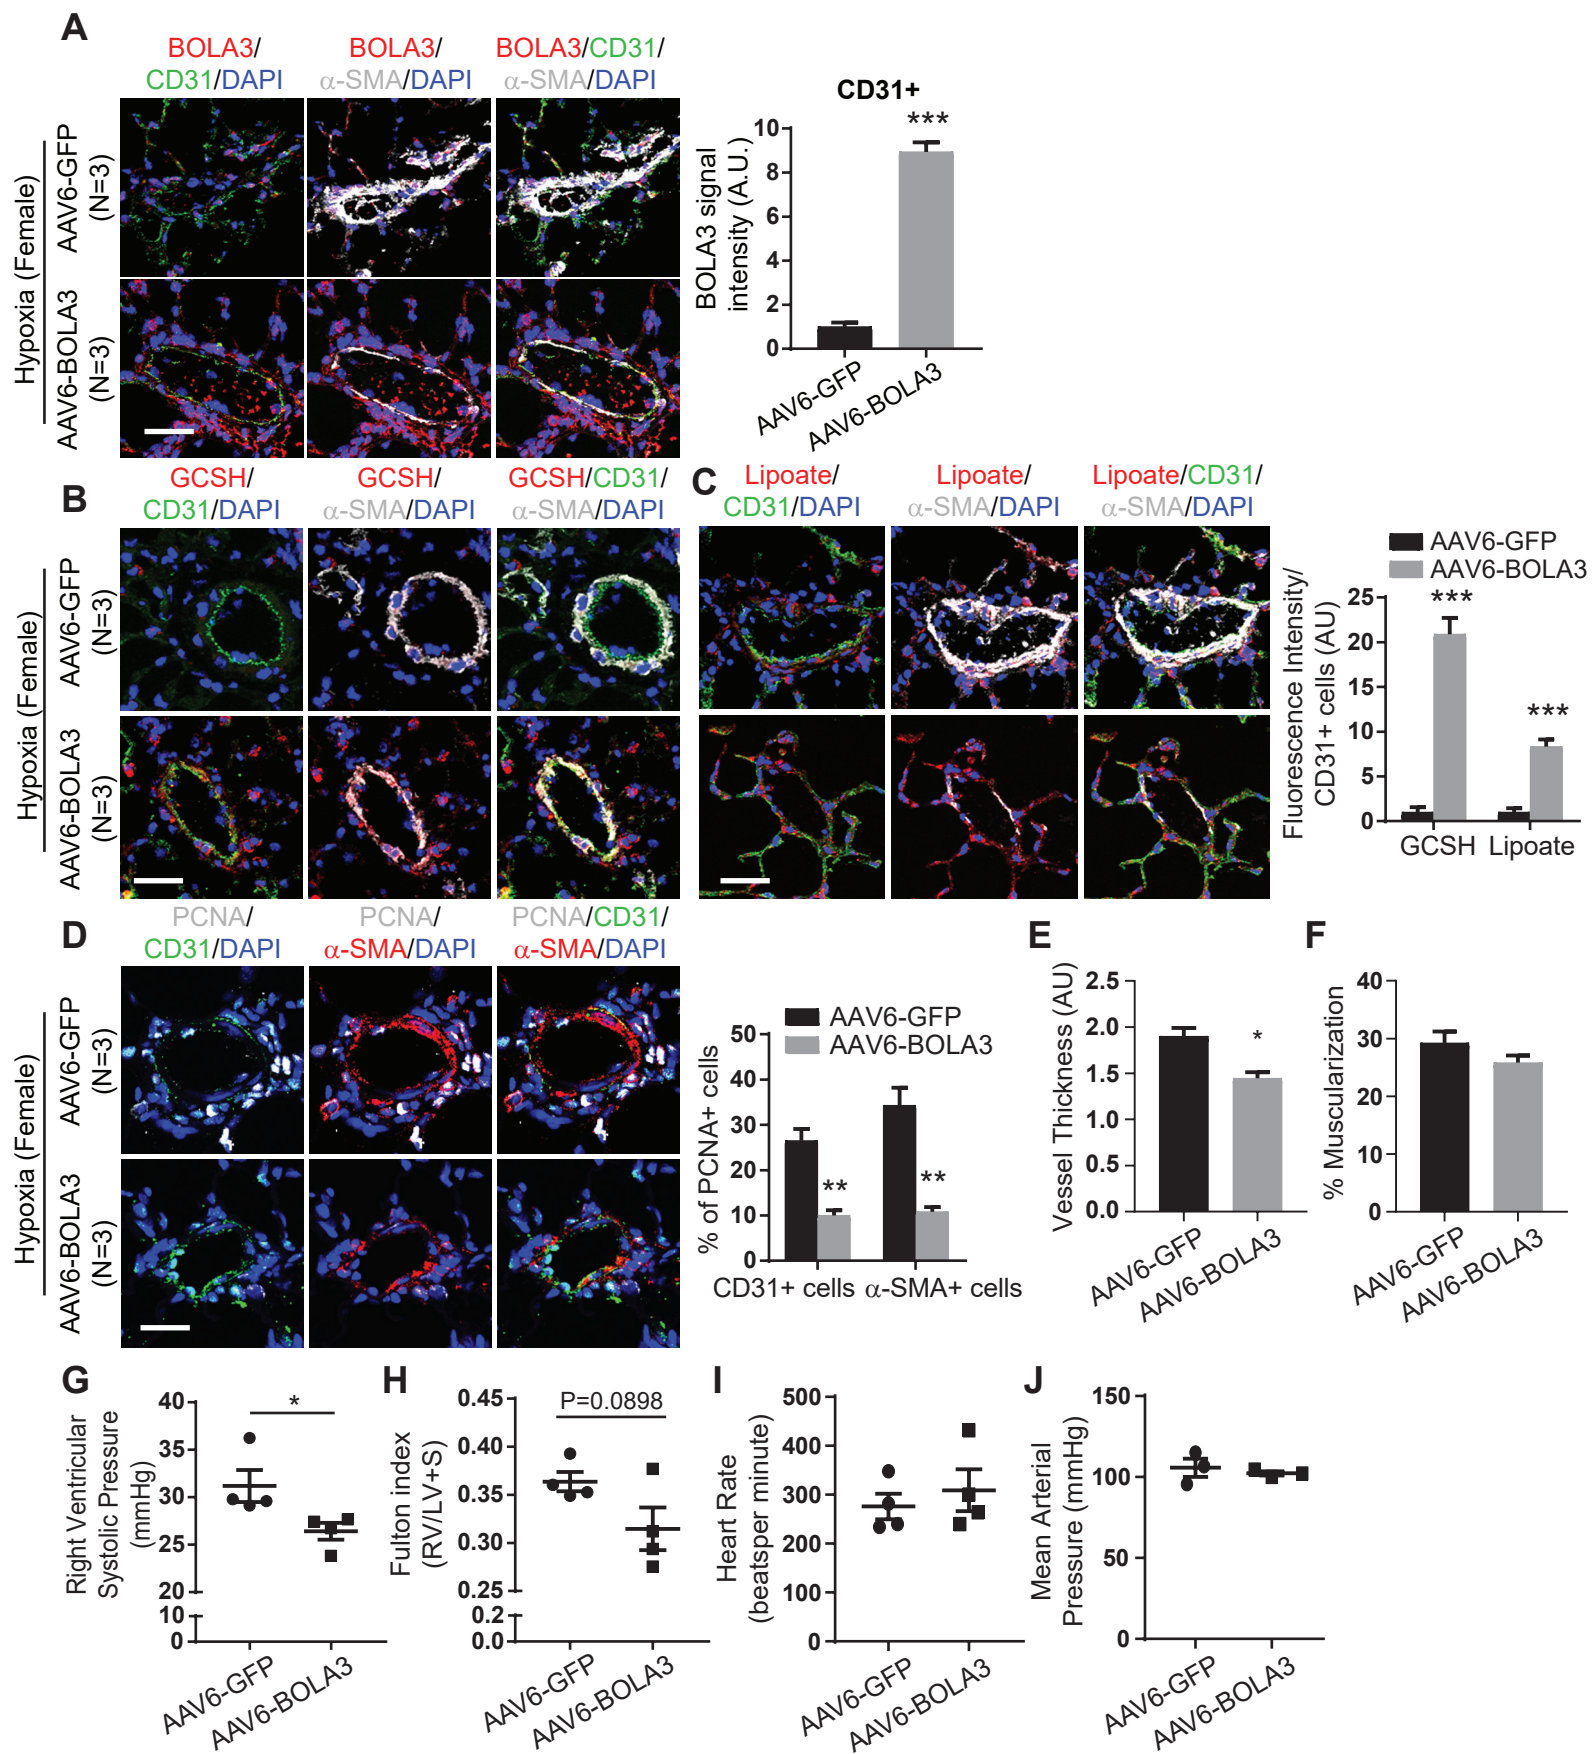 A
BOLA3/
CD31/DAPI
BOLA3/
α-SMA/DAPI
BOLA3/CD31/
α-SMA/DAPI
Hypoxia (Female)
AAV6-GFP
(N=3)
AAV6-BOLA3
(N=3)
CD31+
BOLA3 signal
intensity (A.U.)
10
8
6
4
2
0
***
AAV6-GFP
AAV6-BOLA3
B
GCSH/
CD31/DAPI
GCSH/
α-SMA/DAPI
GCSH/CD31/
α-SMA/DAPI
Hypoxia (Female)
AAV6-GFP
(N=3)
AAV6-BOLA3
(N=3)
C
Lipoate/
CD31/DAPI
Lipoate/
α-SMA/DAPI
Lipoate/CD31/
α-SMA/DAPI
AAV6-GFP
AAV6-BOLA3
Fluorescence Intensity/
CD31+ cells (AU)
25
20
15
10
5
0
***
***
GCSH
Lipoate
D
PCNA/
CD31/DAPI
PCNA/
α-SMA/DAPI
PCNA/CD31/
α-SMA/DAPI
Hypoxia (Female)
AAV6-GFP
(N=3)
AAV6-BOLA3
(N=3)
AAV6-GFP
AAV6-BOLA3
% of PCNA+ cells
50
40
30
20
10
0
**
**
CD31+ cells
α-SMA+ cells
E
Vessel Thickness (AU)
2.5
2.0
1.5
1.0
0.5
0.0
*
AAV6-GFP
AAV6-BOLA3
F
% Muscularization
40
30
20
10
0
AAV6-GFP
AAV6-BOLA3
G
Right Ventricular
Systolic Pressure
(mmHg)
40
35
30
25
20
10
0
*
AAV6-GFP
AAV6-BOLA3
H
Fulton index
(RV/LV+S)
0.45
0.40
0.35
0.30
0.25
0.2
0.0
P=0.0898
AAV6-GFP
AAV6-BOLA3
I
Heart Rate
(beatsper minute)
500
400
300
200
100
0
AAV6-GFP
AAV6-BOLA3
J
Mean Arterial
Pressure (mmHg)
150
100
50
0
AAV6-GFP
AAV6-BOLA3